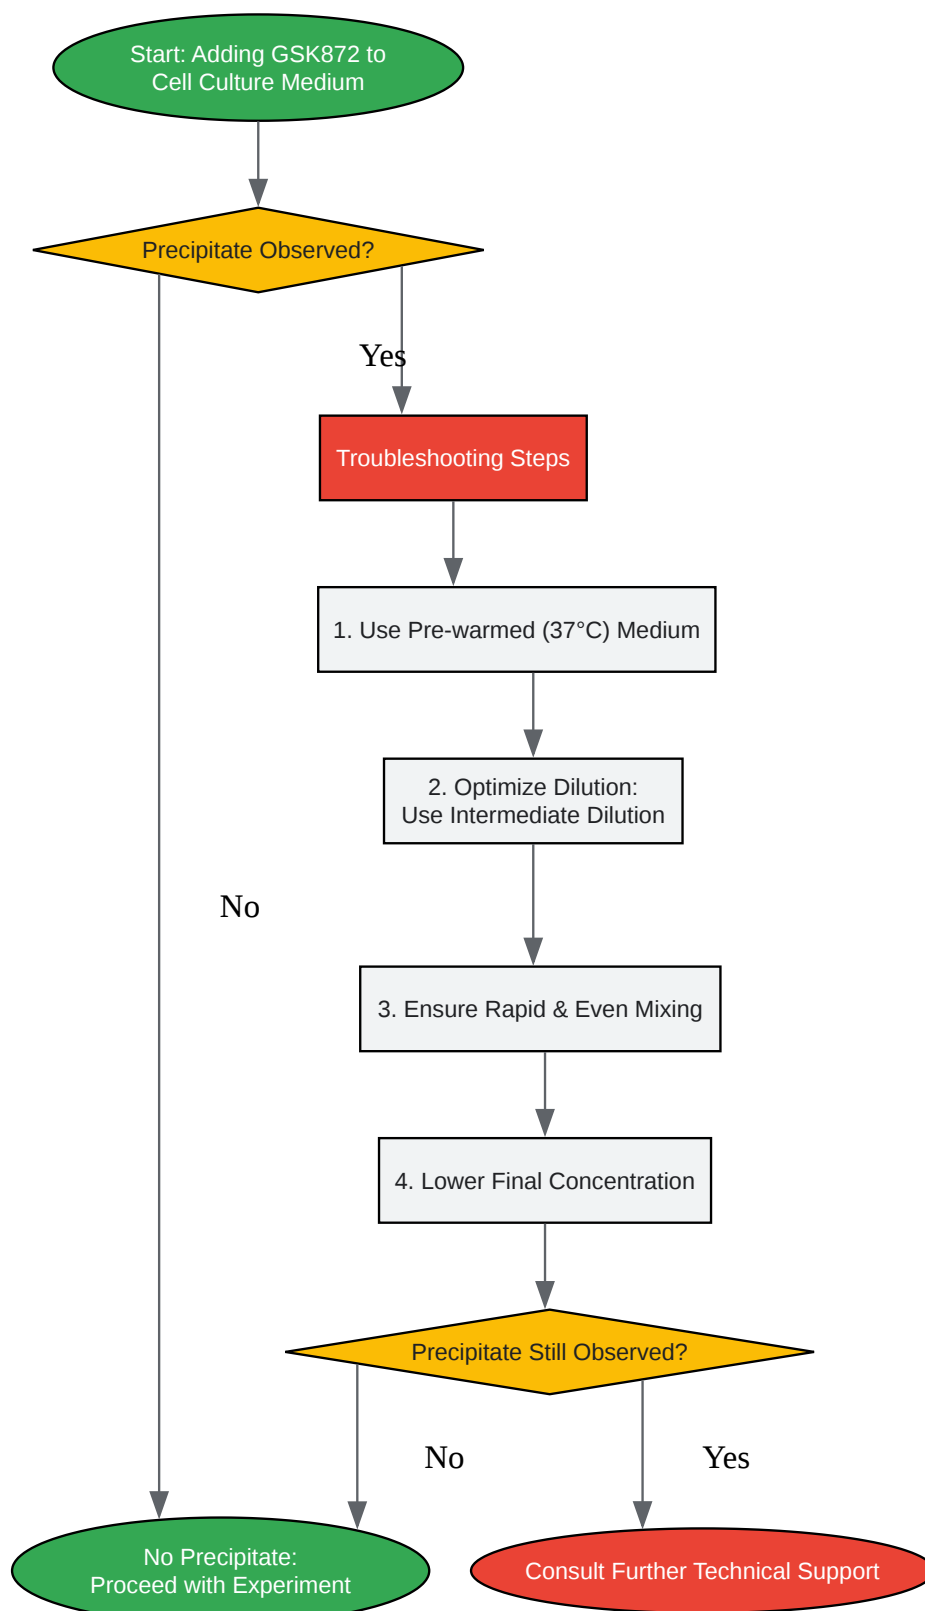 Start: Adding GSK872 to
Cell Culture Medium
Precipitate Observed?
Yes
Troubleshooting Steps
1. Use Pre-warmed (37°C) Medium
2. Optimize Dilution:
Use Intermediate Dilution
No
3. Ensure Rapid & Even Mixing
4. Lower Final Concentration
Precipitate Still Observed?
No
Yes
No Precipitate:
Proceed with Experiment
Consult Further Technical Support